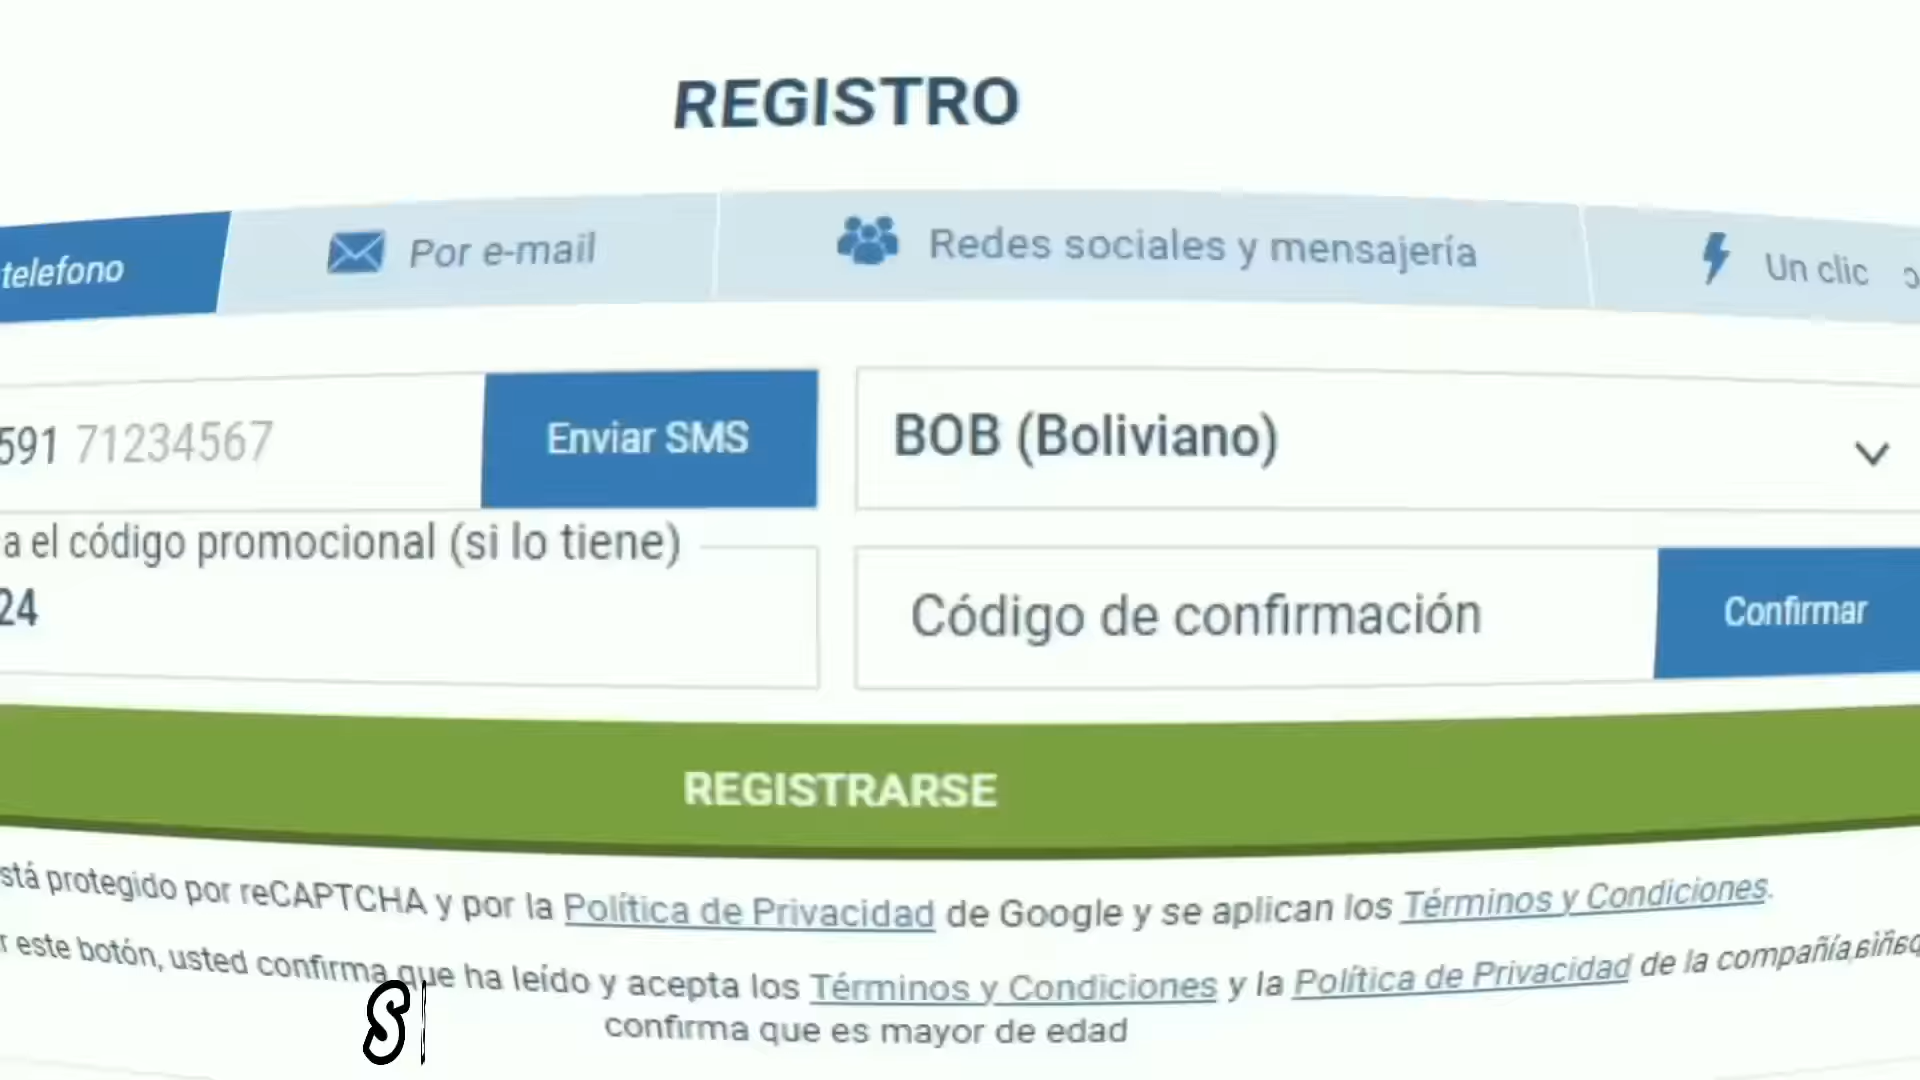 REGISTRO
telefono
Por e-mail
Redes sociales y mensajería
Un clic
591 71234567
Enviar SMS
BOB (Boliviano)
a el código promocional (si lo tiene)
24
Código de confirmación
Confirmar
REGISTRARSE
stá protegido por reCAPTCHA y por la Política de Privacidad de Google y se aplican los Términos y Condiciones.
r este botón, usted confirma que ha leído y acepta los Términos y Condiciones y la Política de Privacidad de la compañía
confirma que es mayor de edad
S